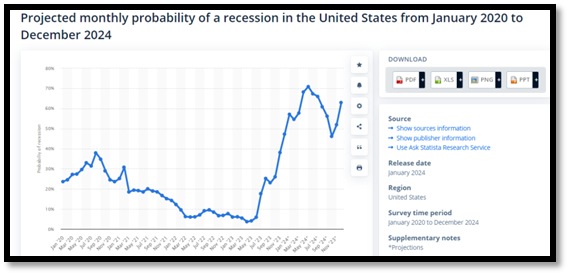 Projected monthly probability of a recession in the United States from January 2020 to
December 2024
DOWNLOAD
PDF
XLS
PNG
PPT
Source
→ Show sources information
→ Show publisher information
→ Use Ask Statista Research Service
Release date
January 2024
Region
United States
Survey time period
January 2020 to December 2024
Supplementary notes
*Projections
Probability of recession
80%
70%
60%
50%
40%
30%
20%
10%
0%